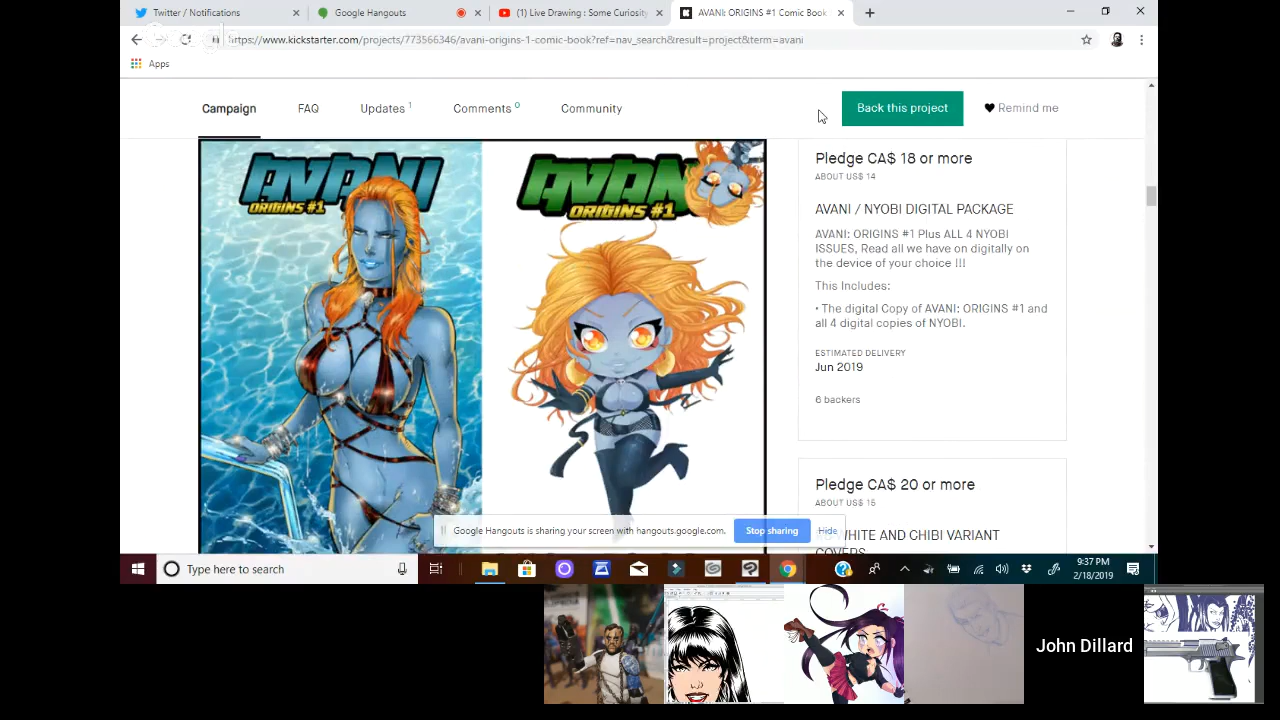 Twitter / Notifications
Google Hangouts
(1) Live Drawing : Some Curiosity
AVANI: ORIGINS #1 Comic Book
https://www.kickstarter.com/projects/773566346/avani-origins-1-comic-book?ref=nav_search&result=project&term=avani
Apps
Campaign
FAQ
Updates 1
Comments 0
Community
Back this project
Remind me
AVANI
ORIGINS #1
AVANI
ORIGINS #1
Pledge CA$ 18 or more
ABOUT US$ 14
AVANI / NYOBI DIGITAL PACKAGE
AVANI: ORIGINS #1 Plus ALL 4 NYOBI
ISSUES, Read all we have on digitally on
the device of your choice !!!
This Includes:
• The digital Copy of AVANI: ORIGINS #1 and
all 4 digital copies of NYOBI.
ESTIMATED DELIVERY
Jun 2019
6 backers
Pledge CA$ 20 or more
ABOUT US$ 15
WHITE AND CHIBI VARIANT
COVERS
Google Hangouts is sharing your screen with hangouts.google.com.
Stop sharing
Hide
Type here to search
9:37 PM
2/18/2019
John Dillard